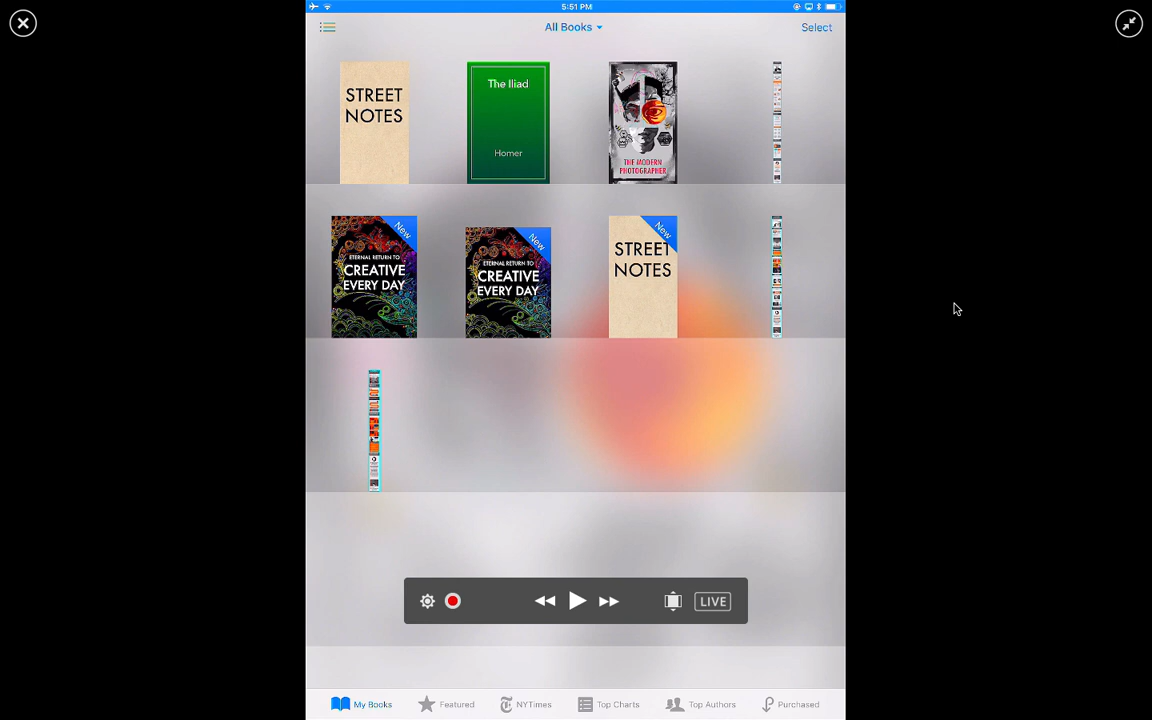 5:51 PM
All Books
Select
STREET
NOTES
The Iliad
Homer
THE MODERN
PHOTOGRAPHER
New
ETERNAL RETURN TO
CREATIVE
EVERY DAY
New
ETERNAL RETURN TO
CREATIVE
EVERY DAY
New
STREET
NOTES
LIVE
My Books
Featured
NYTimes
Top Charts
Top Authors
Purchased